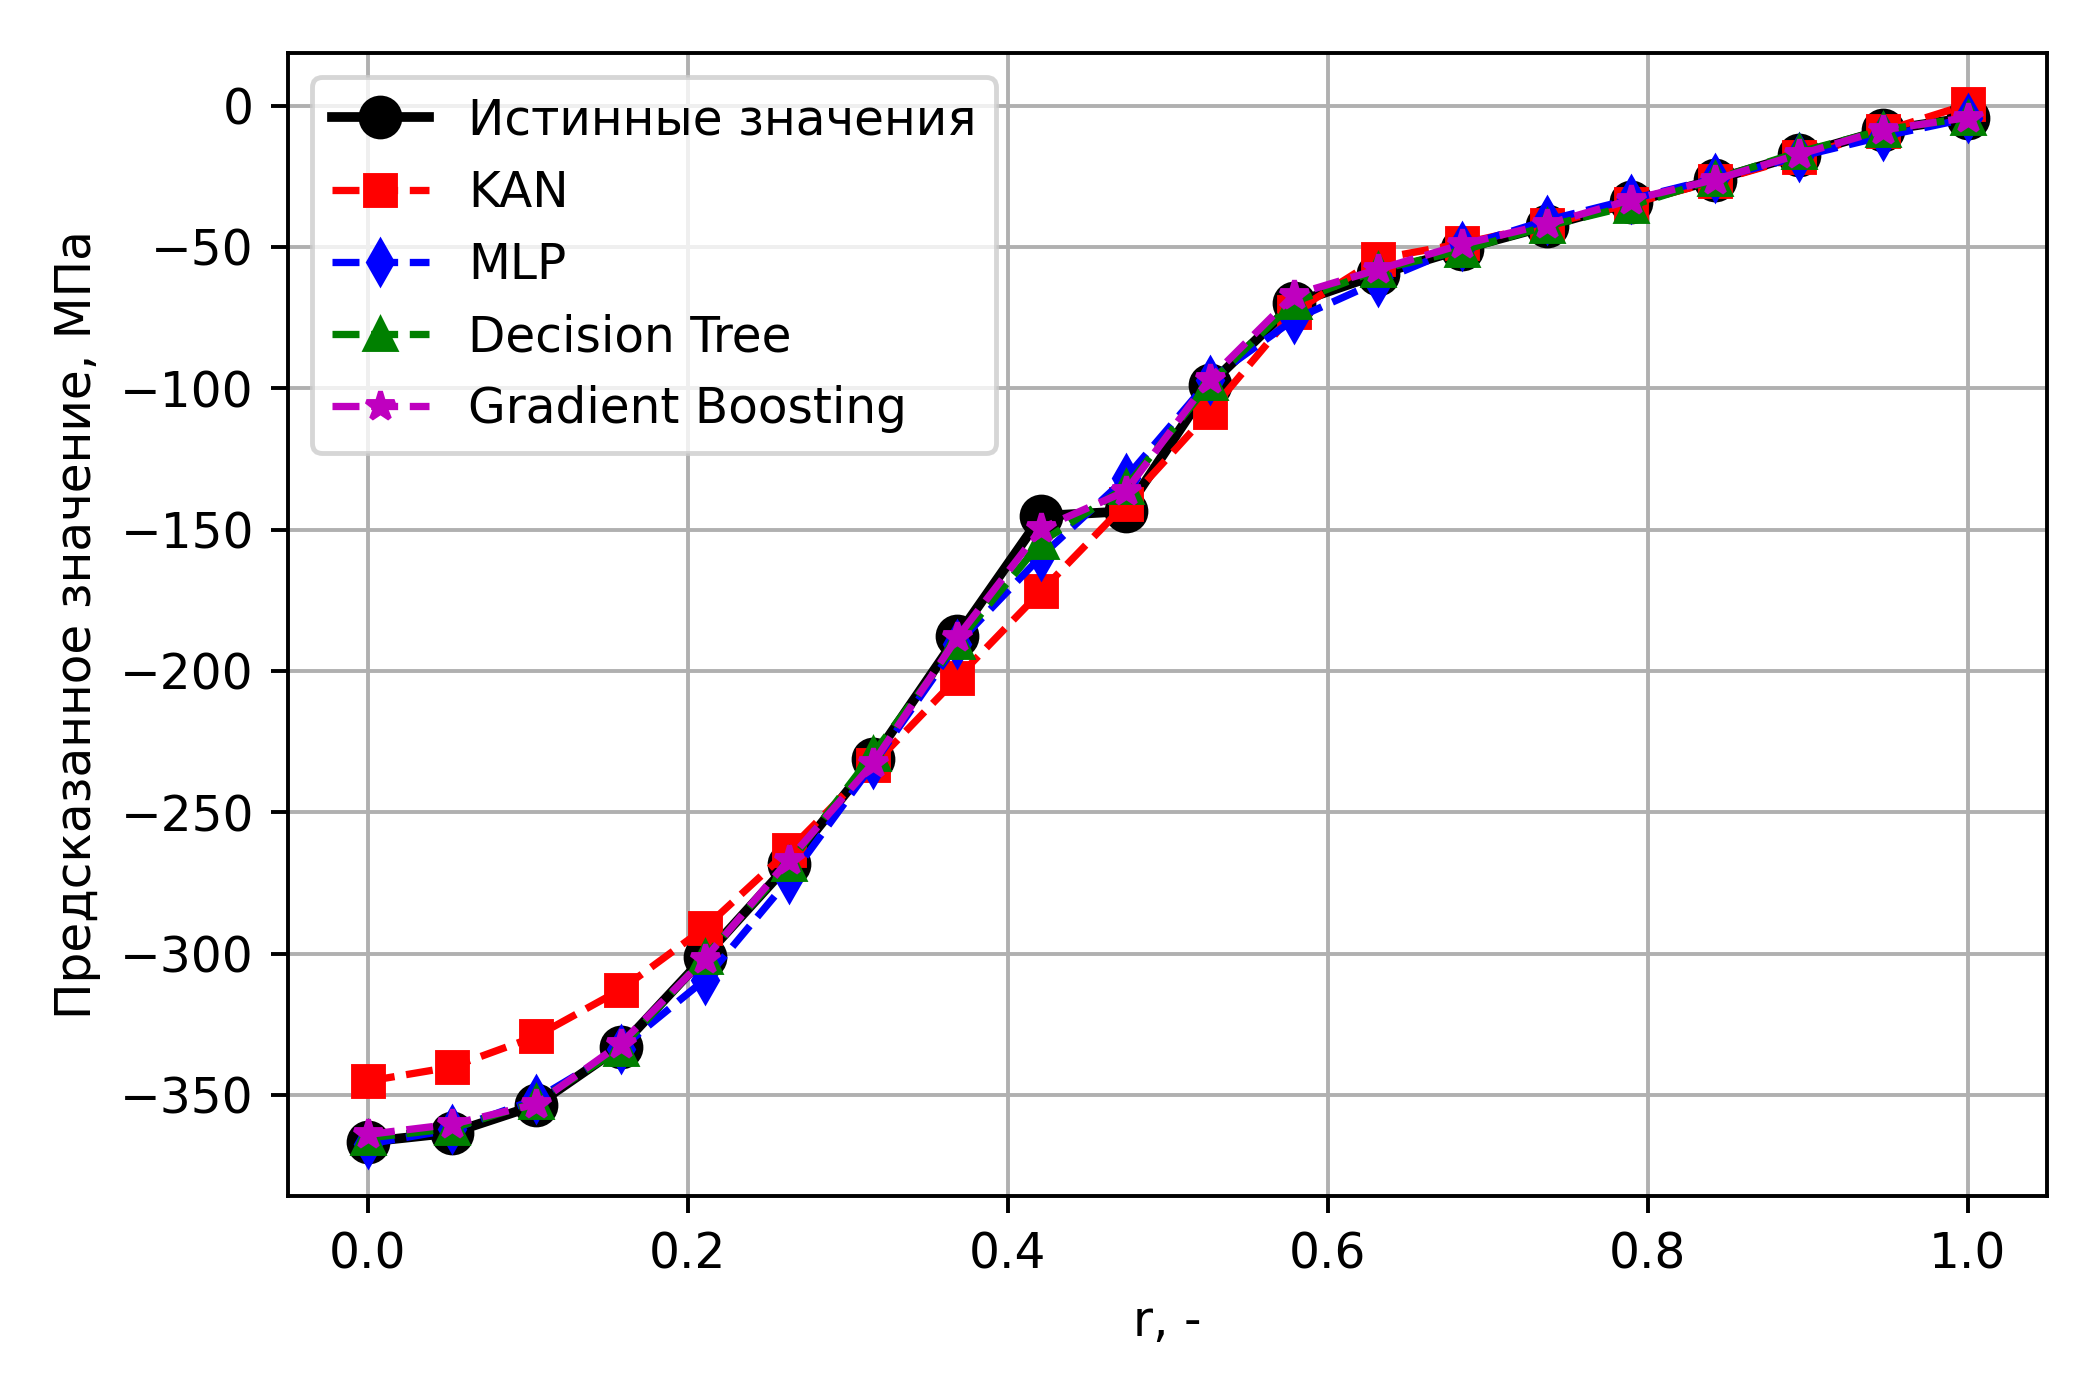 Истинные значения
KAN
MLP
Decision Tree
Gradient Boosting
Предсказанное значение, МПа
0
−50
−100
−150
−200
−250
−300
−350
0.0
0.2
0.4
0.6
0.8
1.0
r, -